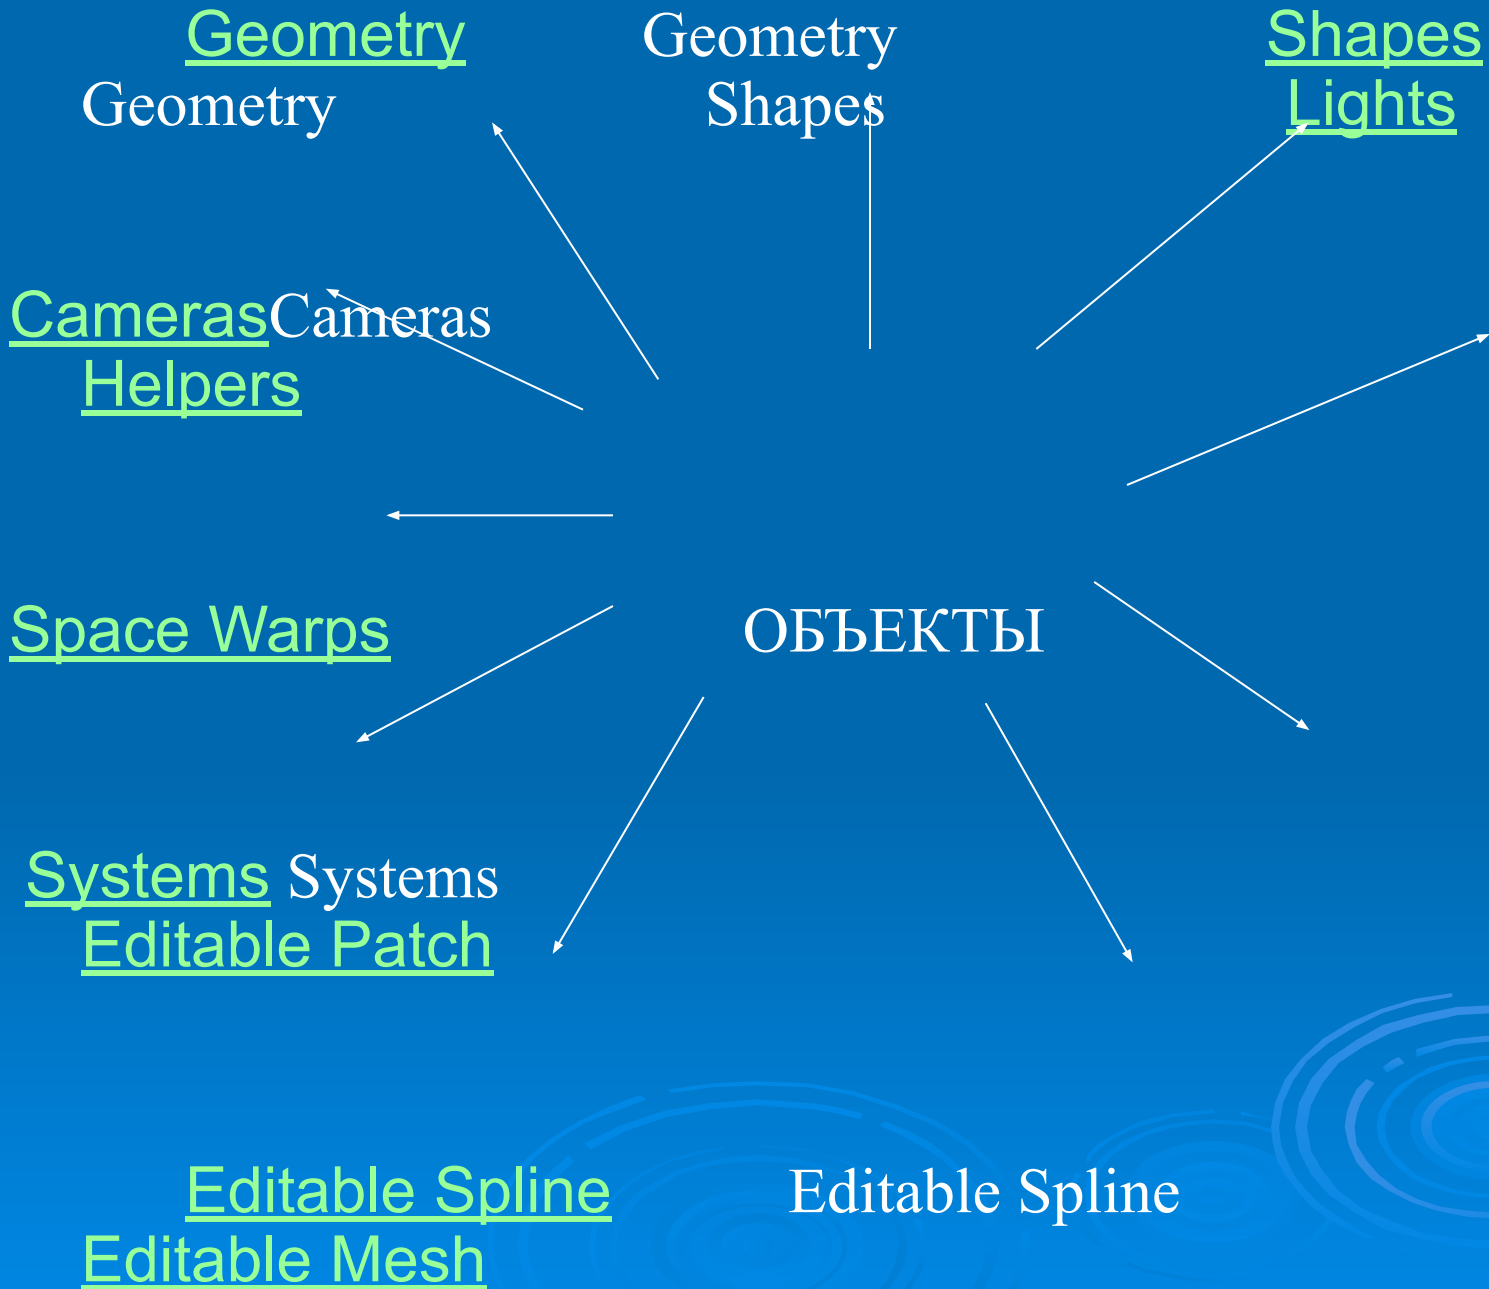 Geometry Geometry Shapes
Geometry Shapes Lights
Cameras Cameras
Helpers
Space Warps ОБЪЕКТЫ
Systems Systems
Editable Patch
Editable Spline Editable Spline
Editable Mesh